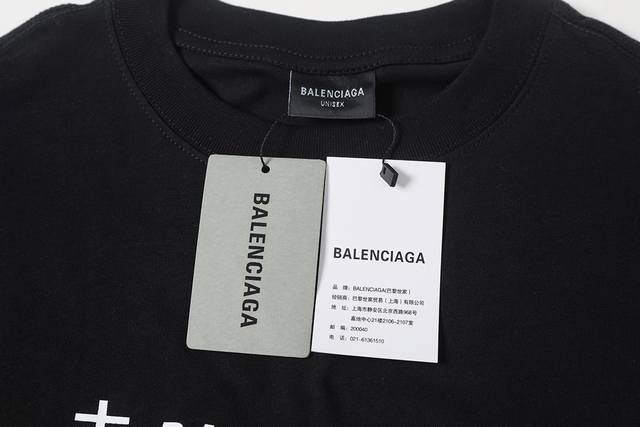 BALENCIAGA
UNISEX
BALENCIAGA
BALENCIAGA
品 牌: BALENCIAGA(巴黎世家)
经销商: 巴黎世家贸易(上海)有限公司
地 址: 上海市静安区北京西路968号
嘉地中心21楼2106-2107室
邮 编: 200040
电 话: 021-61361510